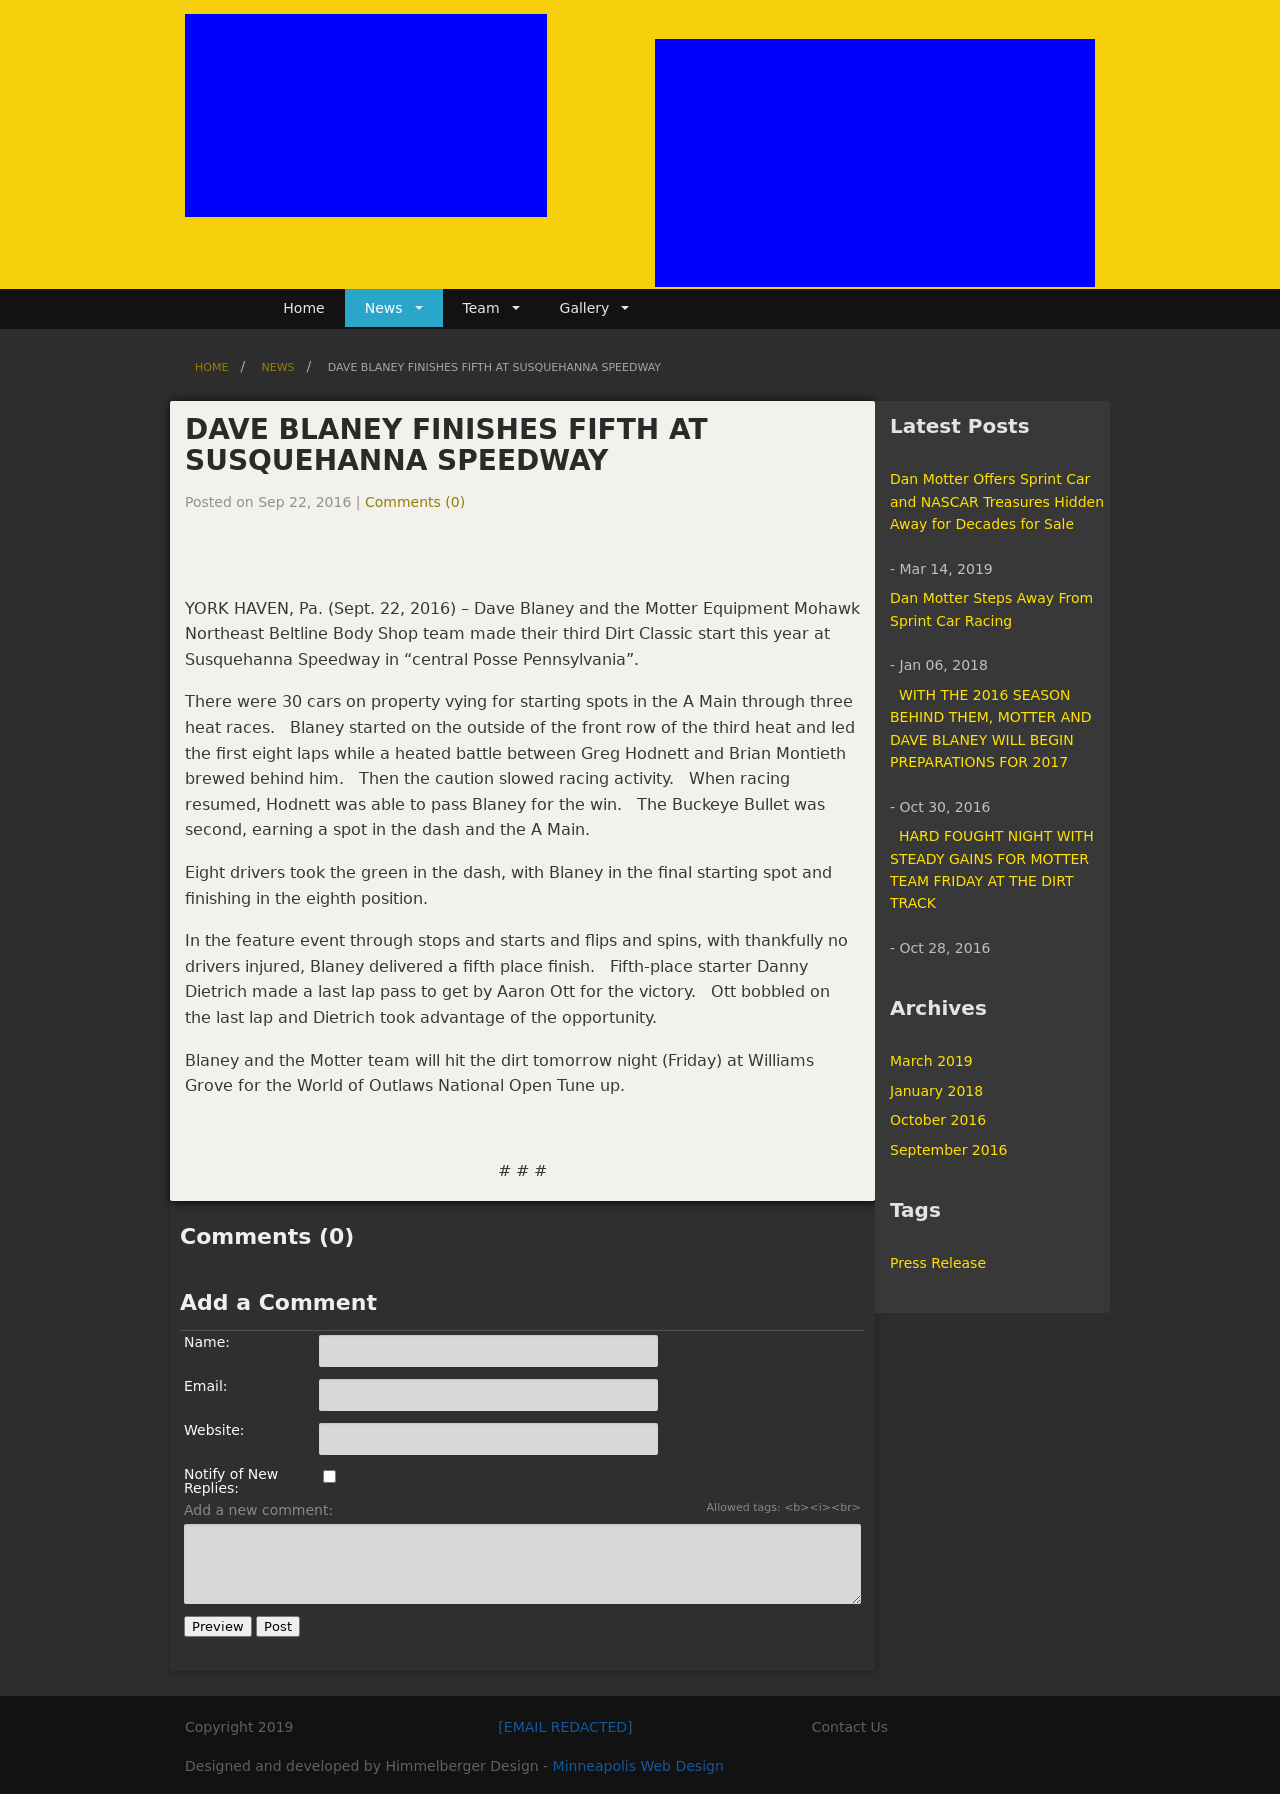 Home News Team Gallery
HOME / NEWS / DAVE BLANEY FINISHES FIFTH AT SUSQUEHANNA SPEEDWAY
DAVE BLANEY FINISHES FIFTH AT
SUSQUEHANNA SPEEDWAY
Posted on Sep 22, 2016 | Comments (0)
YORK HAVEN, Pa. (Sept. 22, 2016) – Dave Blaney and the Motter Equipment Mohawk
Northeast Beltline Body Shop team made their third Dirt Classic start this year at
Susquehanna Speedway in “central Posse Pennsylvania”.
There were 30 cars on property vying for starting spots in the A Main through three
heat races.   Blaney started on the outside of the front row of the third heat and led
the first eight laps while a heated battle between Greg Hodnett and Brian Montieth
brewed behind him.   Then the caution slowed racing activity.   When racing
resumed, Hodnett was able to pass Blaney for the win.   The Buckeye Bullet was
second, earning a spot in the dash and the A Main.
Eight drivers took the green in the dash, with Blaney in the final starting spot and
finishing in the eighth position.
In the feature event through stops and starts and flips and spins, with thankfully no
drivers injured, Blaney delivered a fifth place finish.   Fifth-place starter Danny
Dietrich made a last lap pass to get by Aaron Ott for the victory.   Ott bobbled on
the last lap and Dietrich took advantage of the opportunity.
Blaney and the Motter team will hit the dirt tomorrow night (Friday) at Williams
Grove for the World of Outlaws National Open Tune up.
# # #
Comments (0)
Add a Comment
Name:
Email:
Website:
Notify of New
Replies:
Add a new comment:
Allowed tags: <b><i><br>
Preview Post
Latest Posts
Dan Motter Offers Sprint Car
and NASCAR Treasures Hidden
Away for Decades for Sale
- Mar 14, 2019
Dan Motter Steps Away From
Sprint Car Racing
- Jan 06, 2018
WITH THE 2016 SEASON
BEHIND THEM, MOTTER AND
DAVE BLANEY WILL BEGIN
PREPARATIONS FOR 2017
- Oct 30, 2016
HARD FOUGHT NIGHT WITH
STEADY GAINS FOR MOTTER
TEAM FRIDAY AT THE DIRT
TRACK
- Oct 28, 2016
Archives
March 2019
January 2018
October 2016
September 2016
Tags
Press Release
Copyright 2019
[EMAIL REDACTED]
Contact Us
Designed and developed by Himmelberger Design - Minneapolis Web Design